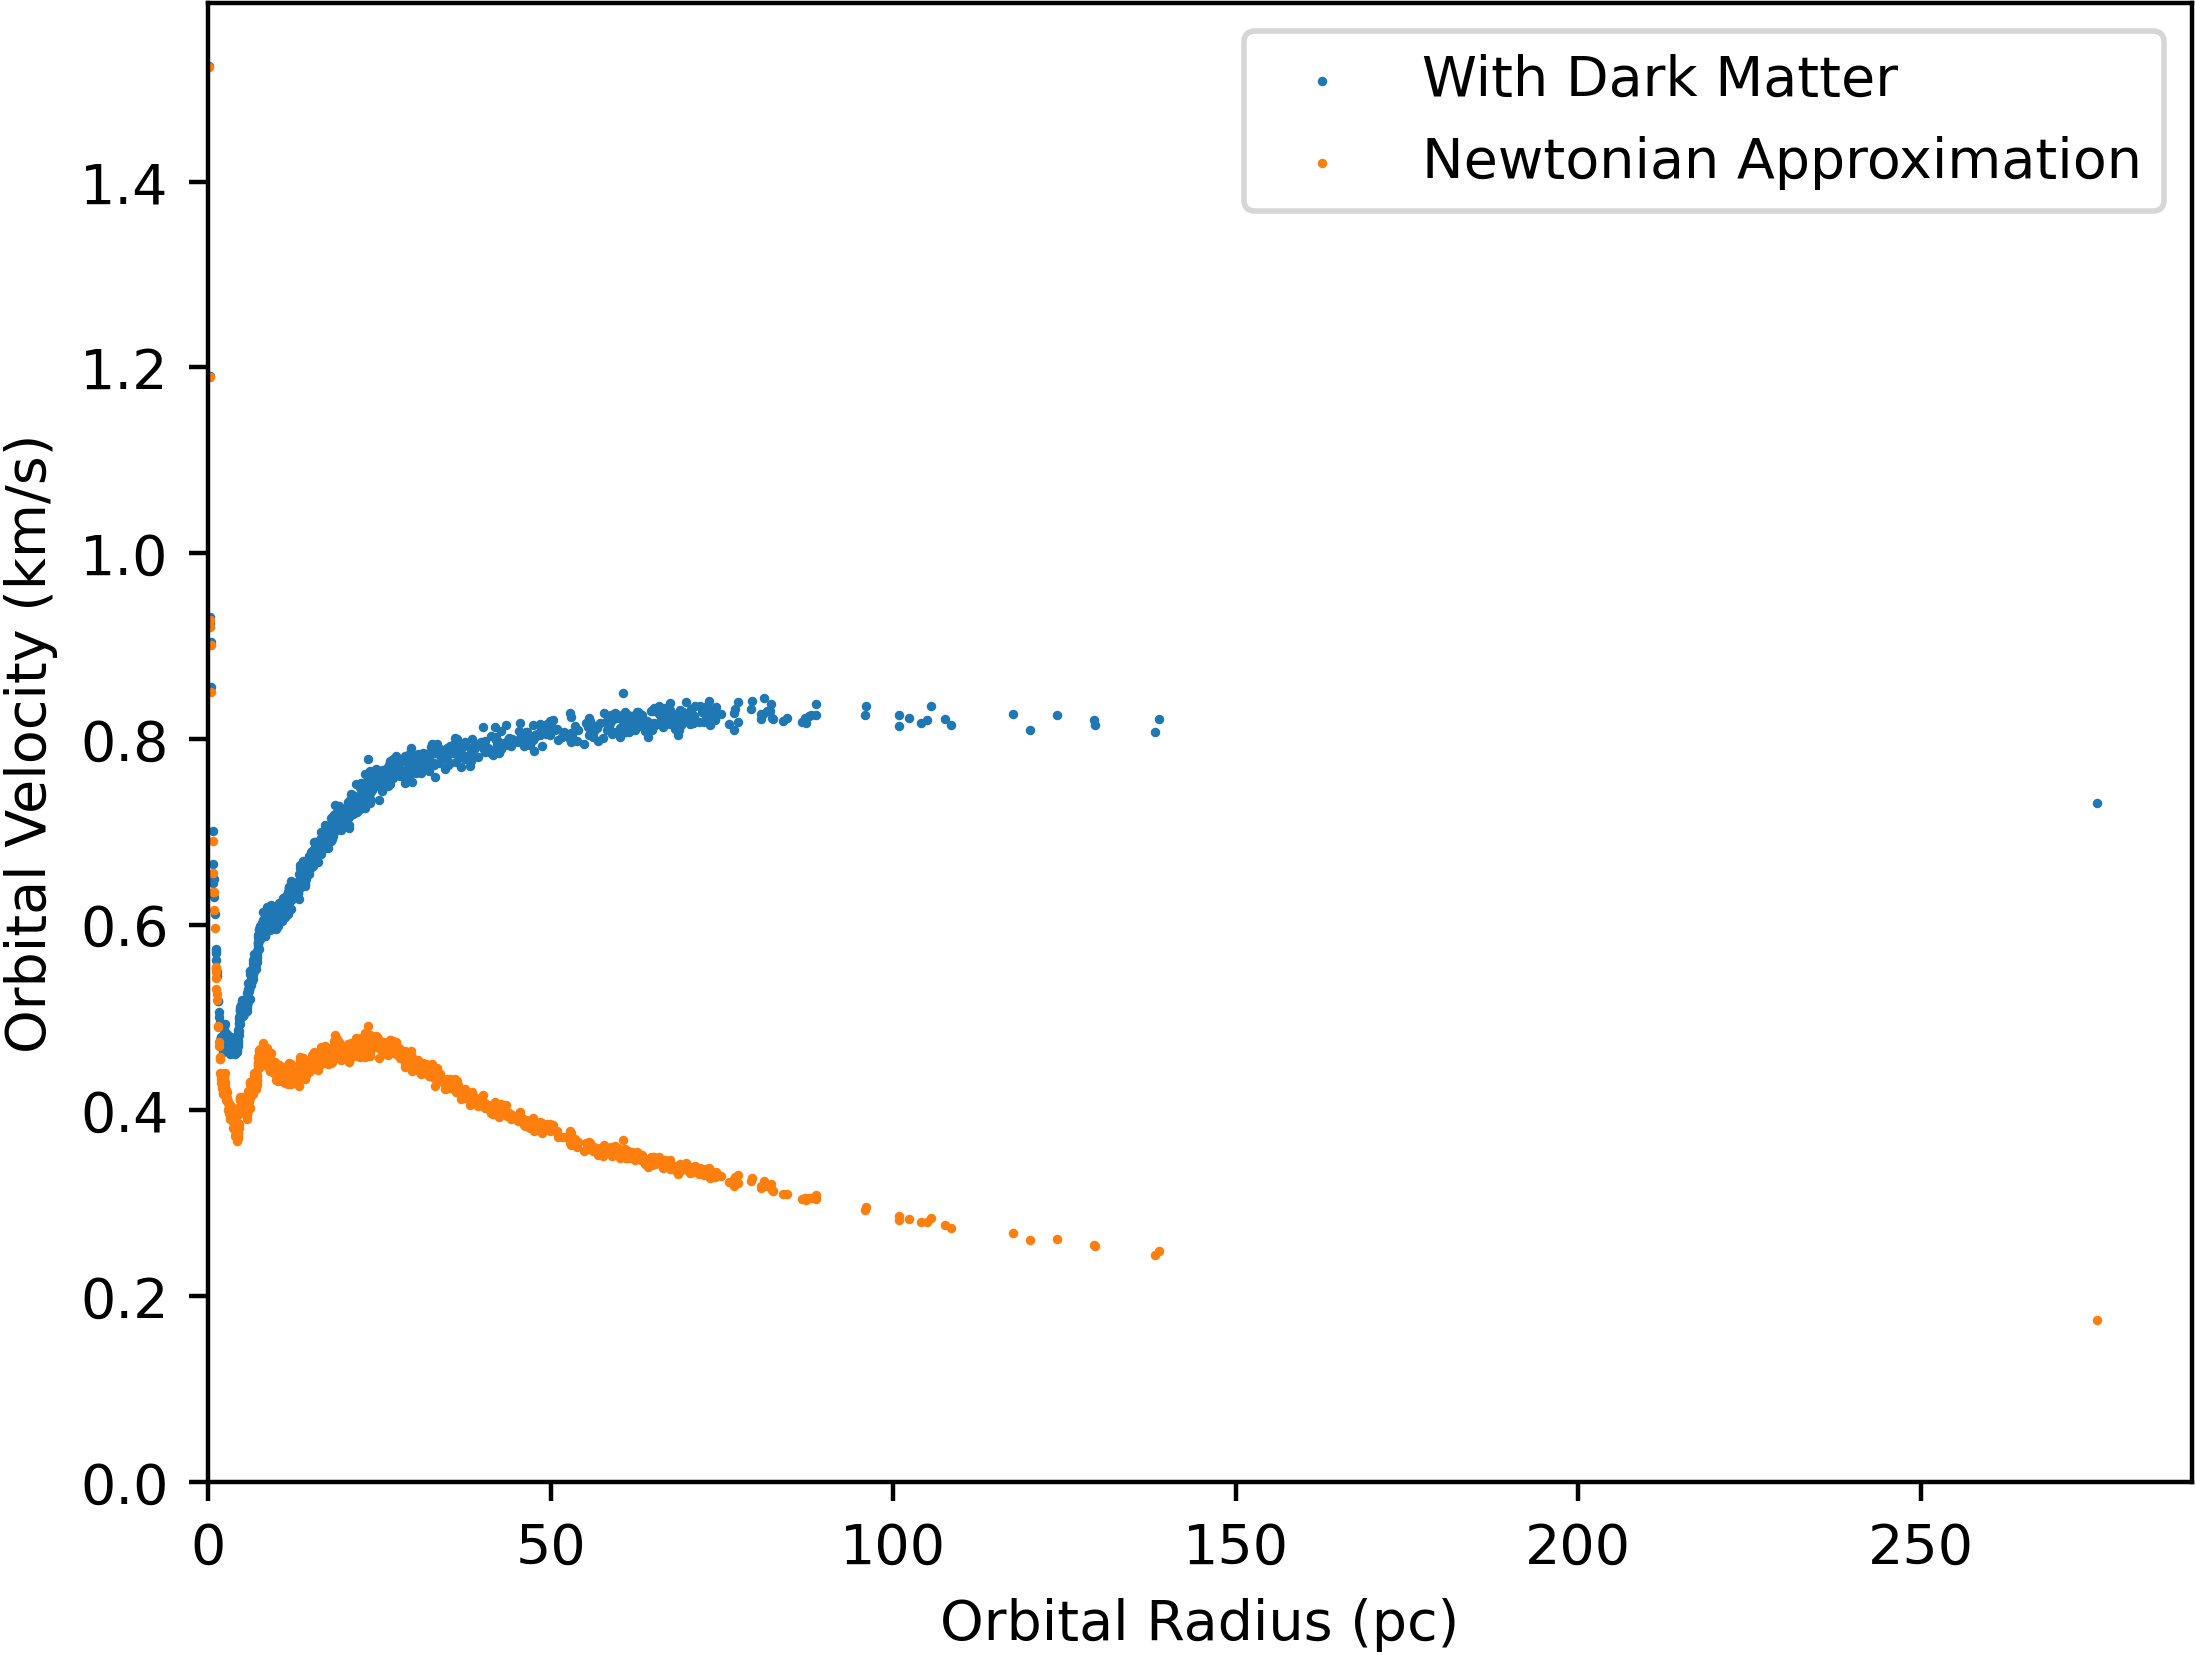 With Dark Matter
Newtonian Approximation
1.4
1.2
1.0
0.8
0.6
0.4
0.2
0.0
Orbital Velocity (km/s)
0 50 100 150 200 250
Orbital Radius (pc)